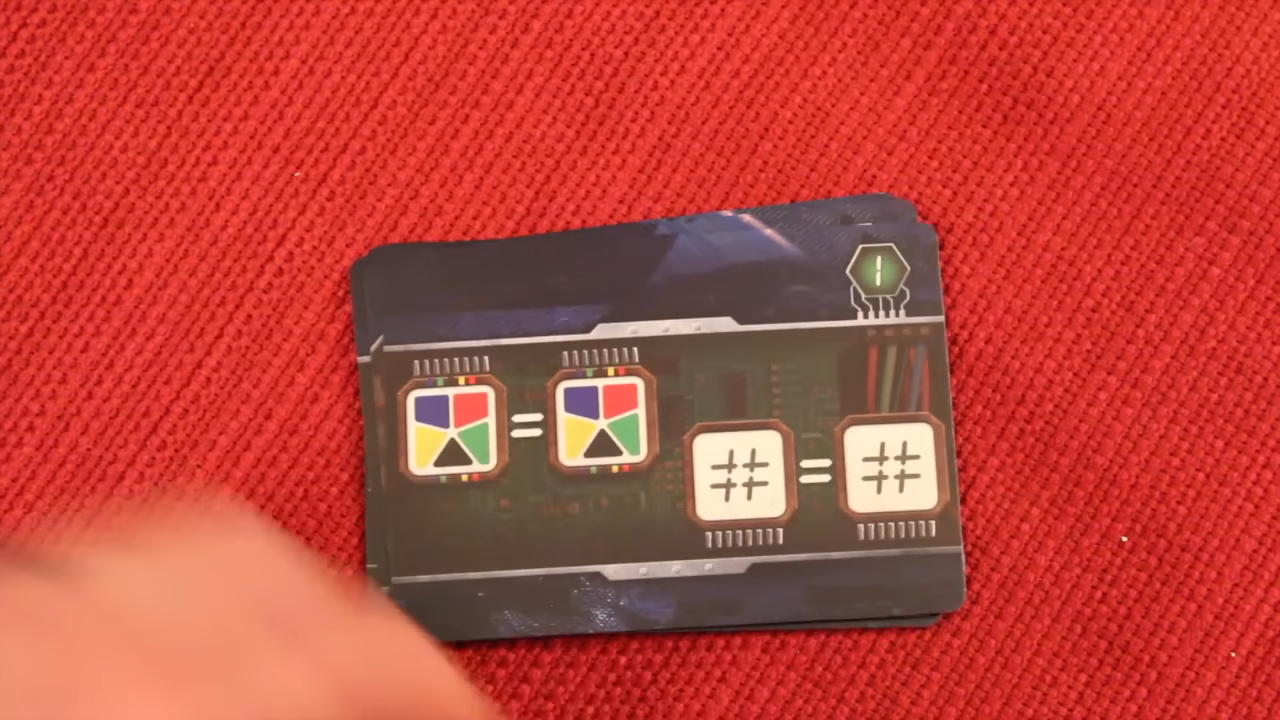 1
=
# = #